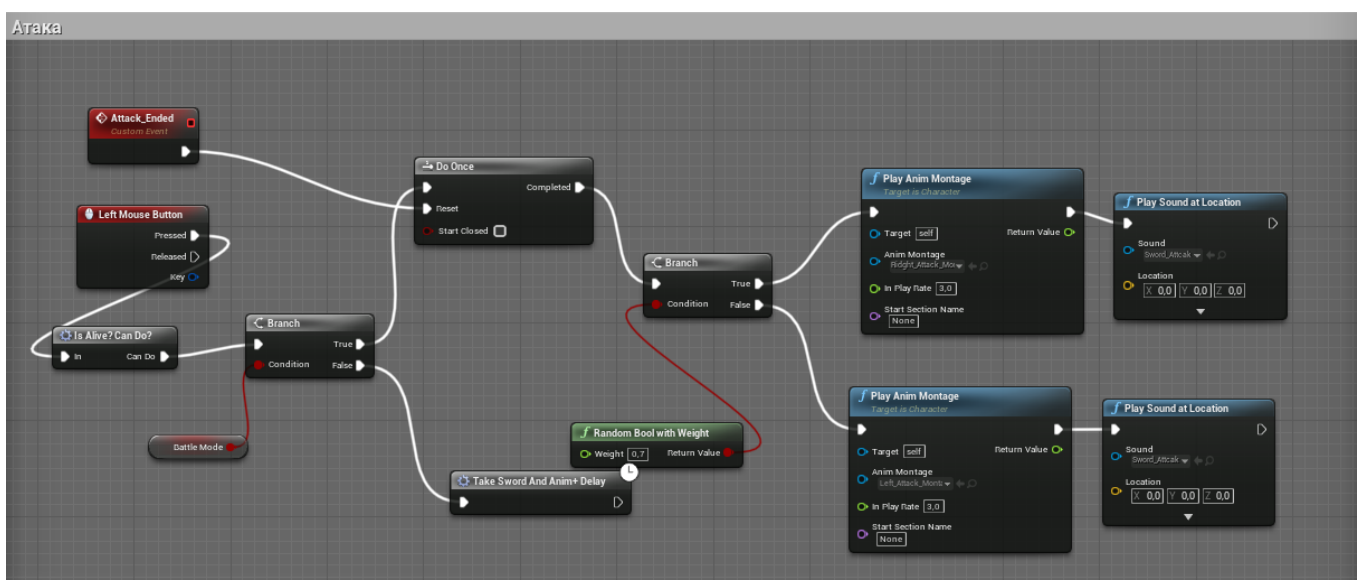 Атака
Attack_Ended
Custom Event
Left Mouse Button
Pressed
Released
Key
Is Alive? Can Do?
In
Can Do
Branch
True
Condition
False
Battle Mode
Do Once
Completed
Reset
Start Closed
Random Bool with Weight
Weight 0,7
Return Value
Take Sword And Anim+ Delay
Branch
True
Condition
False
Play Anim Montage
Target is Character
Target self
Return Value
Anim Montage
Ridght_Attack_Mo
In Play Rate 3,0
Start Section Name
None
Play Sound at Location
Sound
Sword_Attcak
Location
X 0,0 Y 0,0 Z 0,0
Play Anim Montage
Target is Character
Target self
Return Value
Anim Montage
Left_Attack_Mont
In Play Rate 3,0
Start Section Name
None
Play Sound at Location
Sound
Sword_Attcak
Location
X 0,0 Y 0,0 Z 0,0